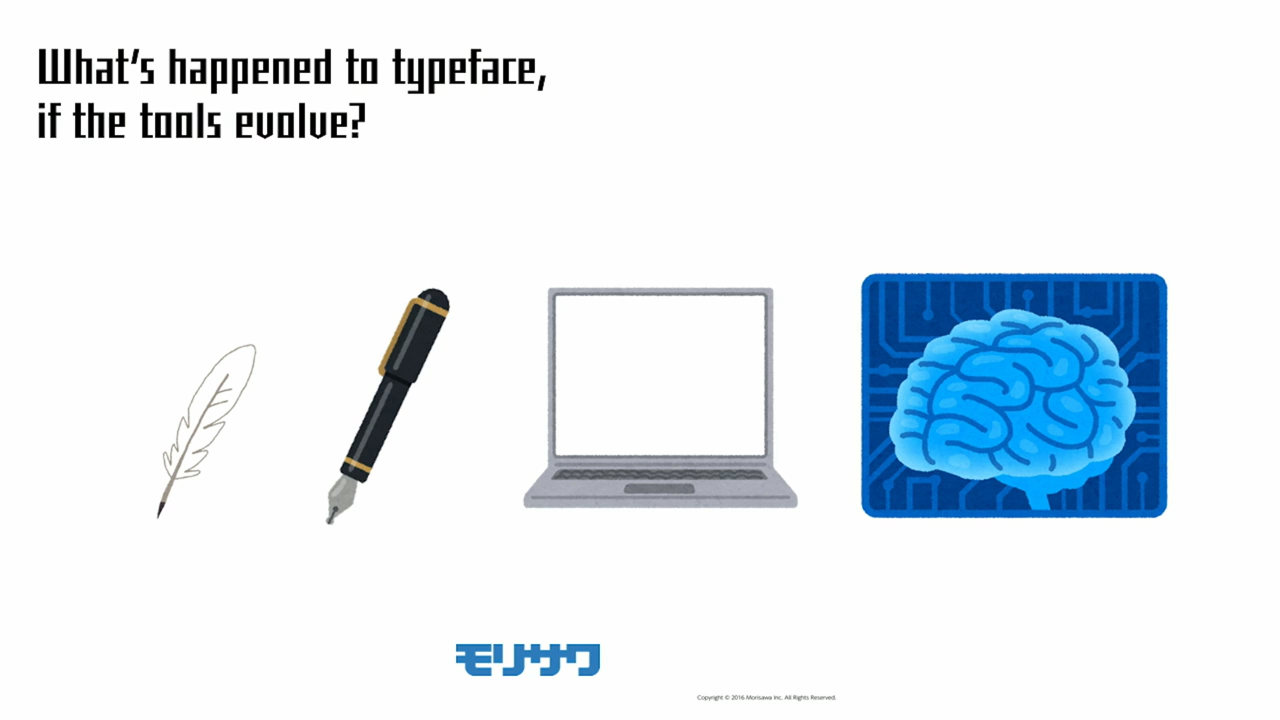 What's happened to typeface,
if the tools evolve?
モリサワ
Copyright © 2016 Morisawa Inc. All Rights Reserved.